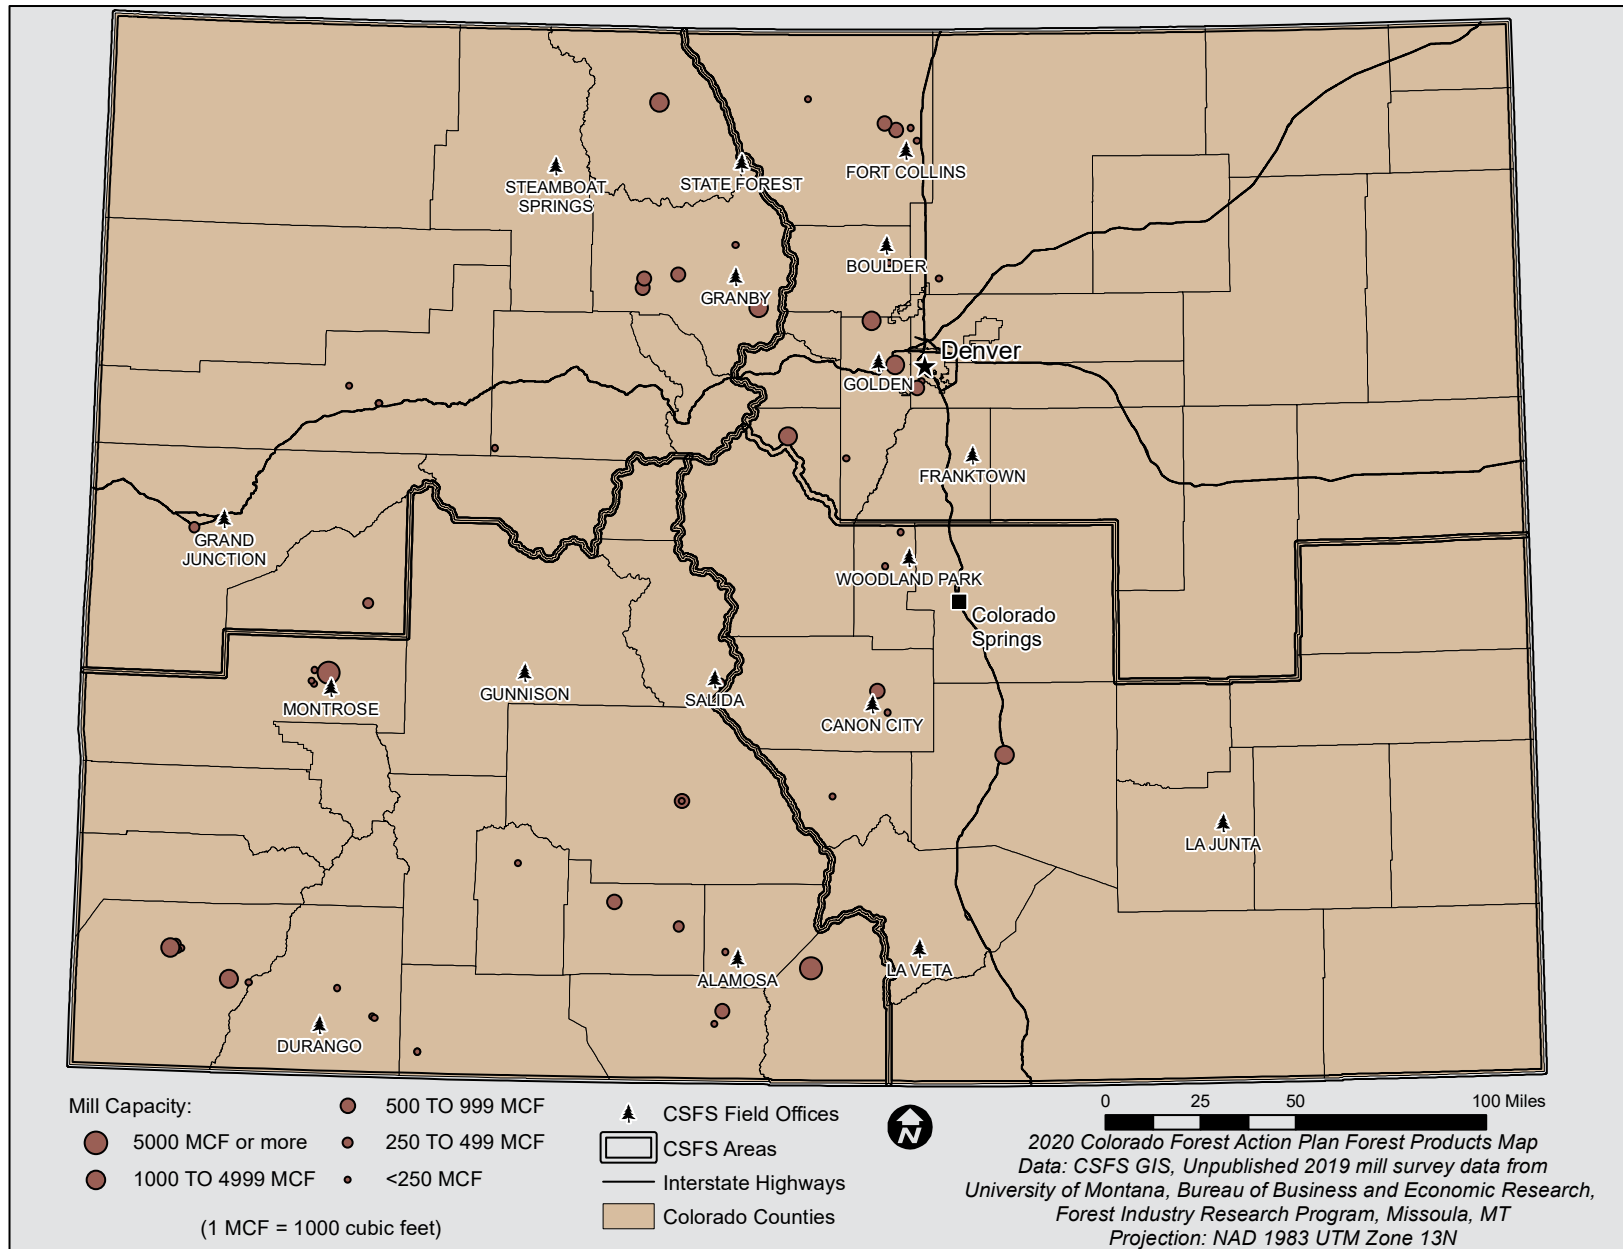 STEAMBOAT
SPRINGS
STATE FOREST
FORT COLLINS
BOULDER
GRANBY
Denver
GOLDEN
FRANKTOWN
GRAND
JUNCTION
WOODLAND PARK
Colorado
Springs
MONTROSE
GUNNISON
SALIDA
CANON CITY
LA JUNTA
ALAMOSA
LA VETA
DURANGO
Mill Capacity:
5000 MCF or more
1000 TO 4999 MCF
500 TO 999 MCF
250 TO 499 MCF
<250 MCF
(1 MCF = 1000 cubic feet)
CSFS Field Offices
CSFS Areas
Interstate Highways
Colorado Counties
N
0 25 50 100 Miles
2020 Colorado Forest Action Plan Forest Products Map
Data: CSFS GIS, Unpublished 2019 mill survey data from
University of Montana, Bureau of Business and Economic Research,
Forest Industry Research Program, Missoula, MT
Projection: NAD 1983 UTM Zone 13N